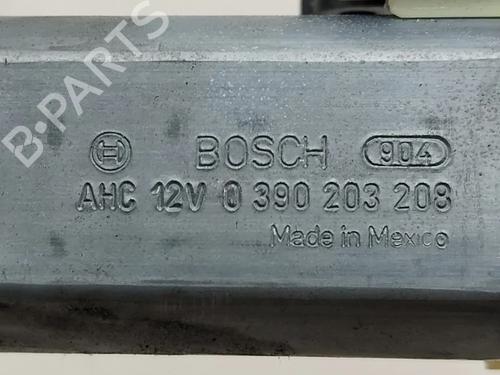 B-PARTS
BOSCH 904
AHC 12V 0 390 203 208
Made in Mexico